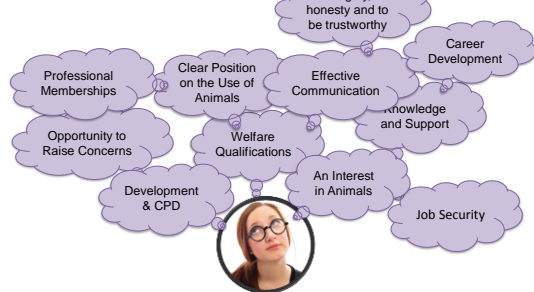 honesty and to
be trustworthy
Career
Development
Professional
Memberships
Clear Position
on the Use of
Animals
Effective
Communication
Knowledge
and Support
Opportunity to
Raise Concerns
Welfare
Qualifications
An Interest
in Animals
Development
& CPD
Job Security